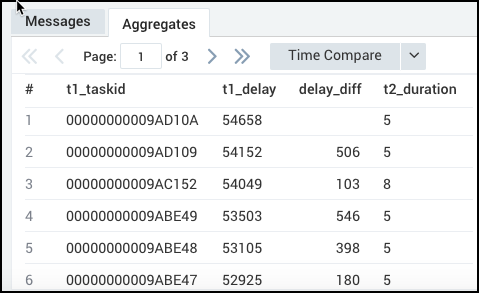 Messages Aggregates
Page: 1 of 3 Time Compare
# t1_taskid t1_delay delay_diff t2_duration
1 00000000009AD10A 54658 5
2 00000000009AD109 54152 506 5
3 00000000009AC152 54049 103 8
4 00000000009ABE49 53503 546 5
5 00000000009ABE48 53105 398 5
6 00000000009ABE47 52925 180 5